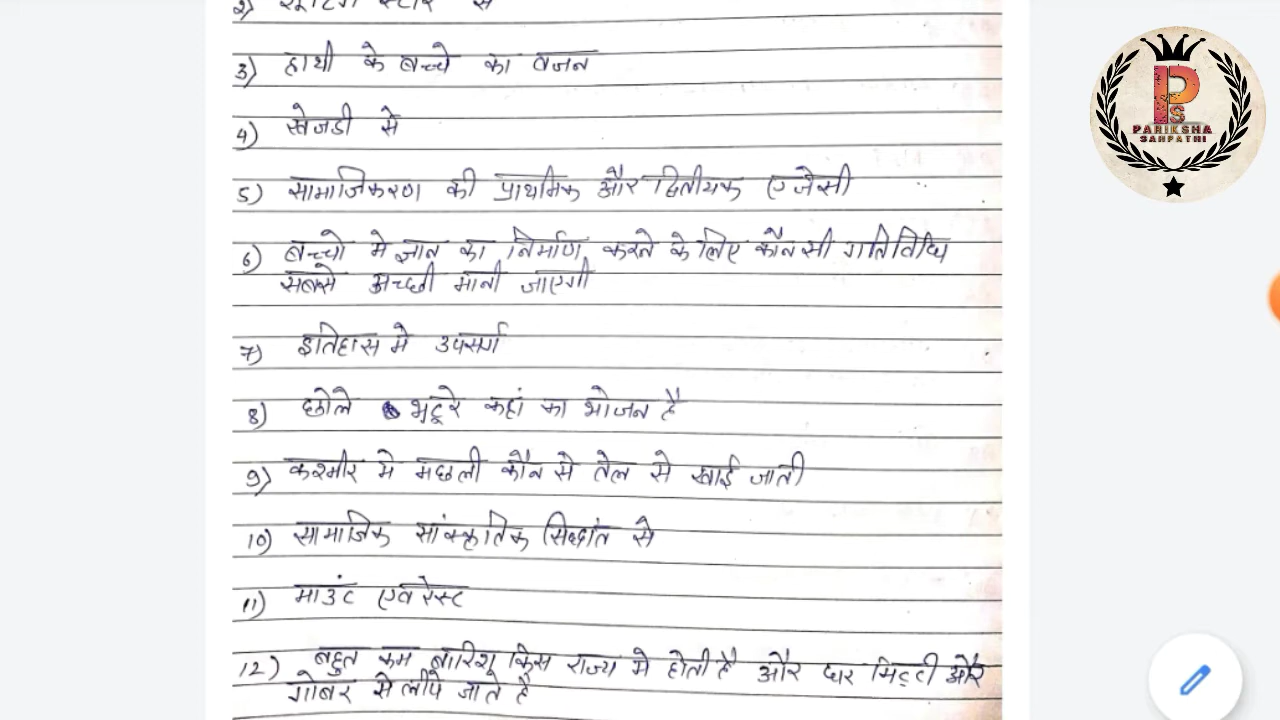 3) हाथी के बच्चे का वजन
4) खेजडी से
5) सामाजिकरण की प्राथमिक और द्वितीयक एजेंसी
6) बच्चो मे ज्ञान का निर्माण करने के लिए कौन सी गतिविधि
सबसे अच्छी मानी जाएगी
7) इतिहास मे उपसर्ग
8) छोले भटूरे कहां का भोजन है
9) कश्मीर मे मछली कौन से तेल से खाई जाती
10) सामाजिक सांस्कृतिक सिद्धांत से
11) माउंट एवरेस्ट
12) बहुत कम बारिश किस राज्य मे होती है और घर मिट्टी और
गोबर से लीपे जाते है
PS
PARIKSHA
SAHPATHI